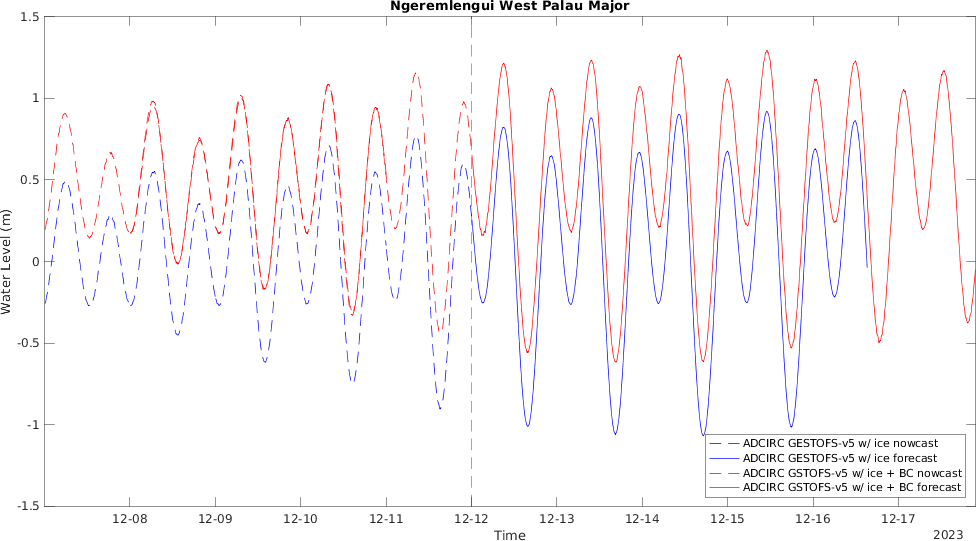 Ngeremlengui West Palau Major
1.5
1
0.5
0
-0.5
-1
-1.5
Water Level (m)
12-08
12-09
12-10
12-11
12-12
12-13
12-14
12-15
12-16
12-17
Time
2023
ADCIRC GESTOFS-v5 w/ ice nowcast
ADCIRC GESTOFS-v5 w/ ice forecast
ADCIRC GSTOFS-v5 w/ ice + BC nowcast
ADCIRC GSTOFS-v5 w/ ice + BC forecast